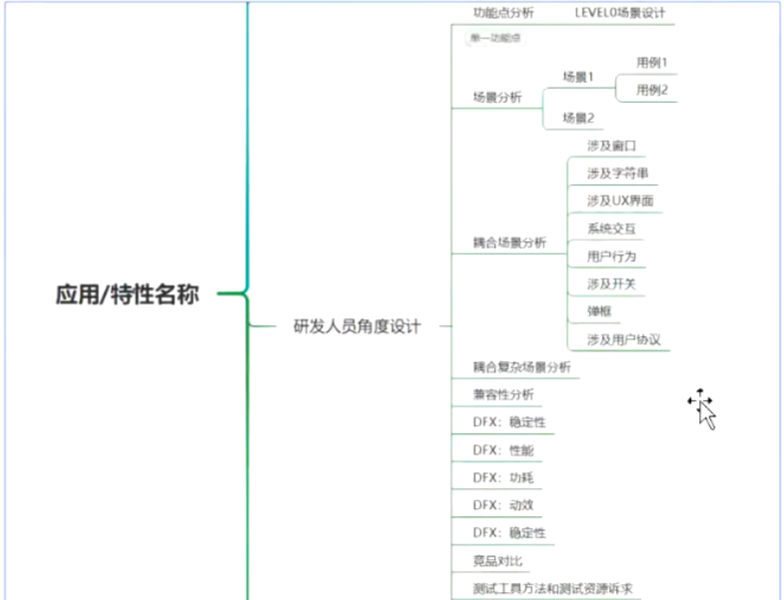 功能点分析 LEVEL0场景设计
单一功能点
用例1
场景1
用例2
场景分析
场景2
涉及窗口
涉及字符串
涉及UX界面
系统交互
耦合场景分析
用户行为
涉及开关
弹框
涉及用户协议
应用/特性名称
研发人员角度设计
耦合复杂场景分析
兼容性分析
DFX：稳定性
DFX：性能
DFX：功耗
DFX：动效
DFX：稳定性
竞品对比
测试工具方法和测试资源诉求